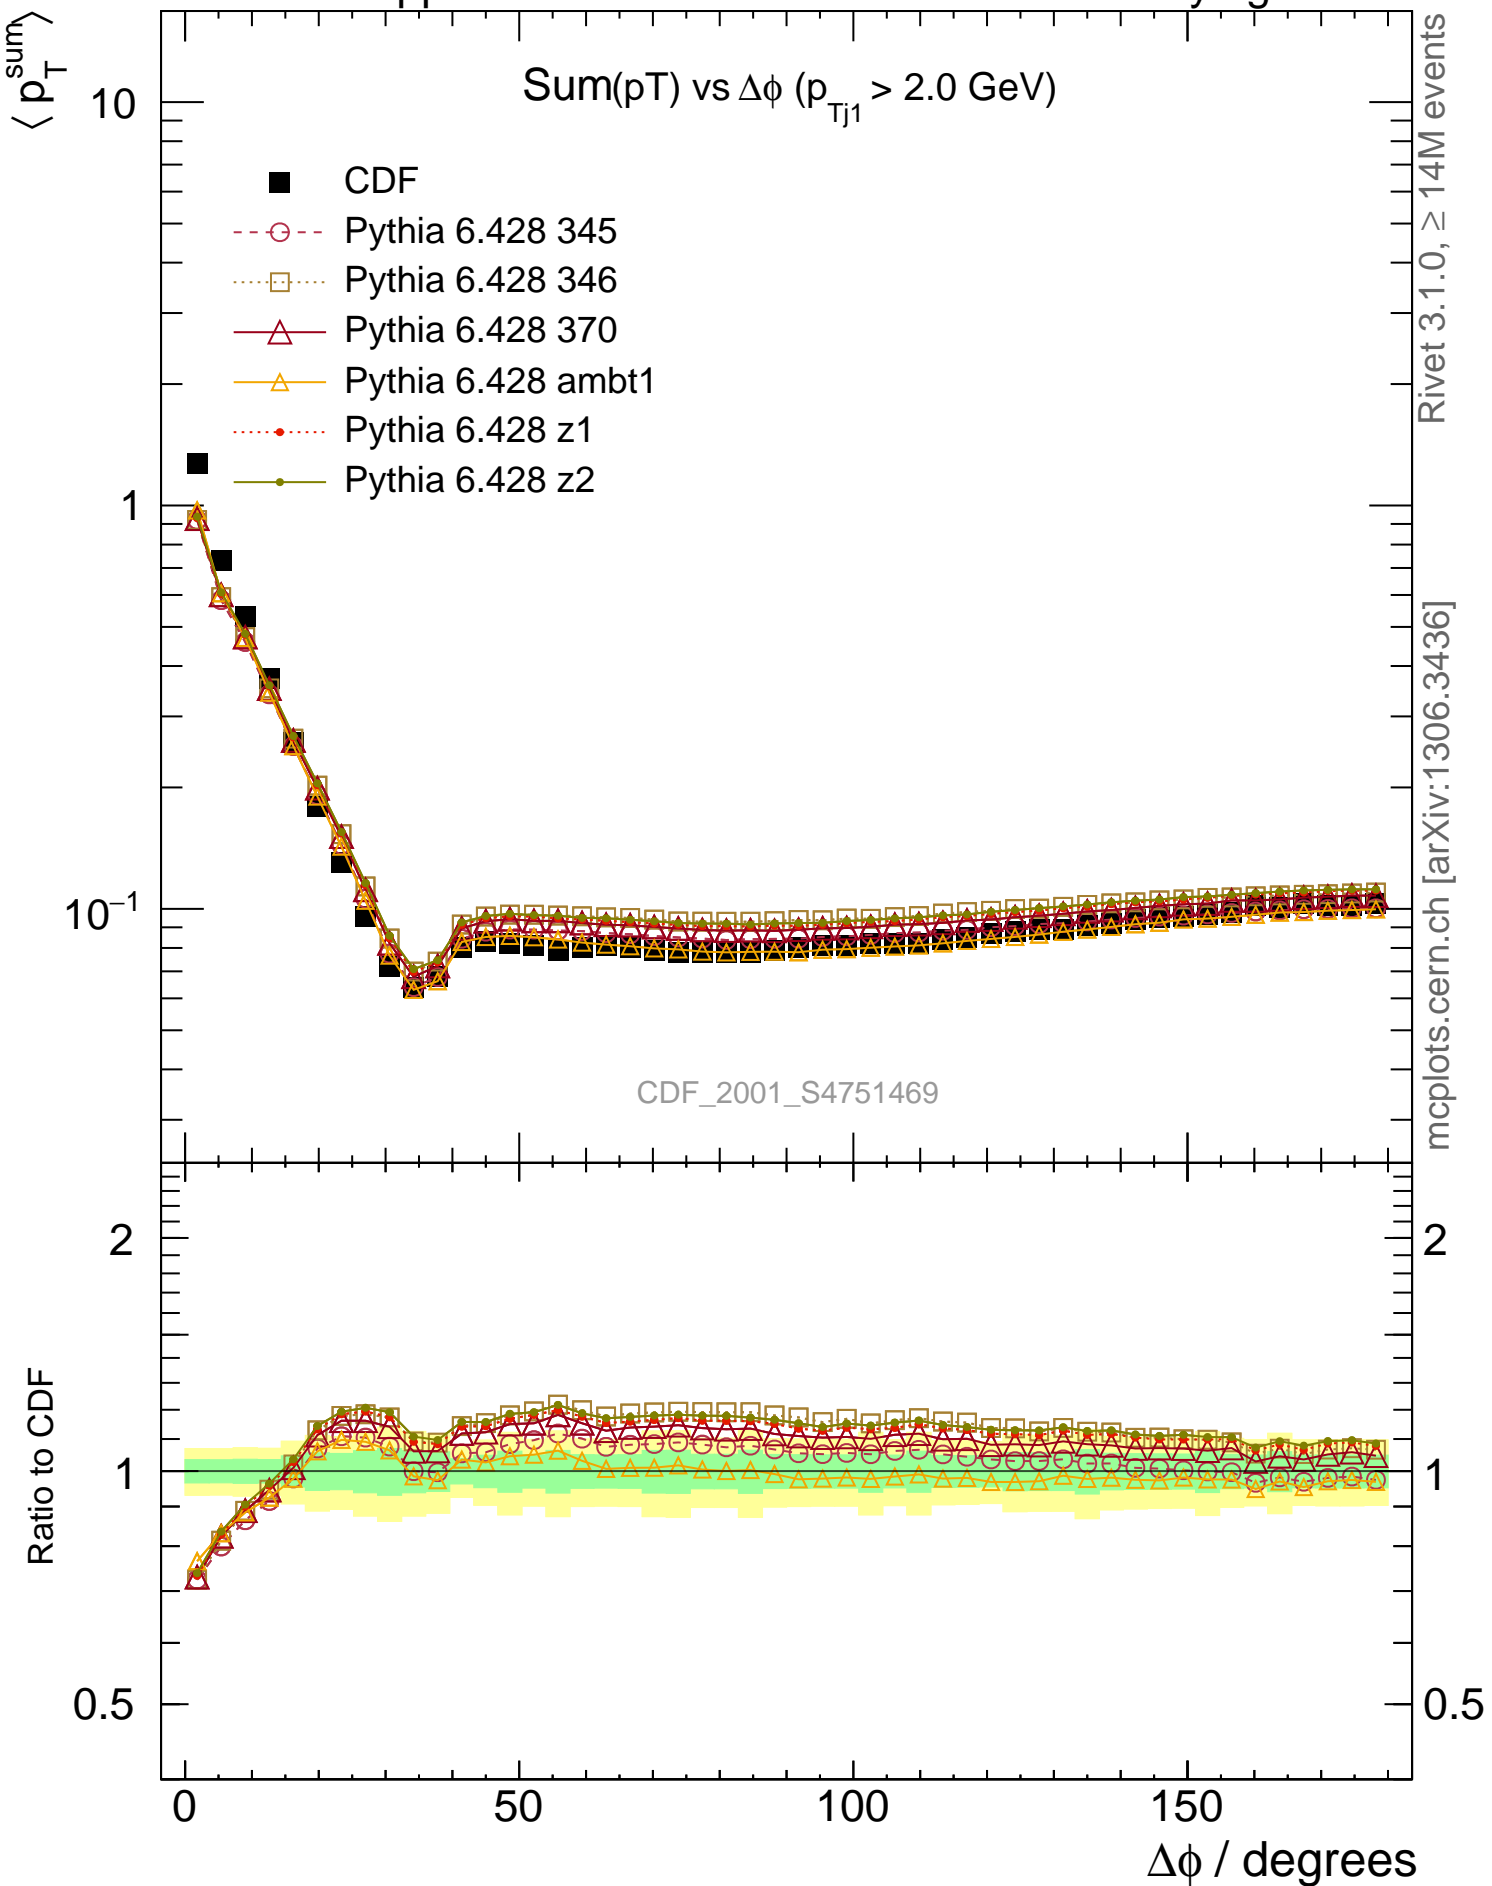 Sum(pT) vs Δϕ (p_Tj1 > 2.0 GeV)
⟨ p_T^sum ⟩
10
1
10⁻¹
CDF
Pythia 6.428 345
Pythia 6.428 346
Pythia 6.428 370
Pythia 6.428 ambt1
Pythia 6.428 z1
Pythia 6.428 z2
CDF_2001_S4751469
Rivet 3.1.0, ≥ 14M events
mcplots.cern.ch [arXiv:1306.3436]
Ratio to CDF
2
1
0.5
2
1
0.5
0
50
100
150
Δϕ / degrees